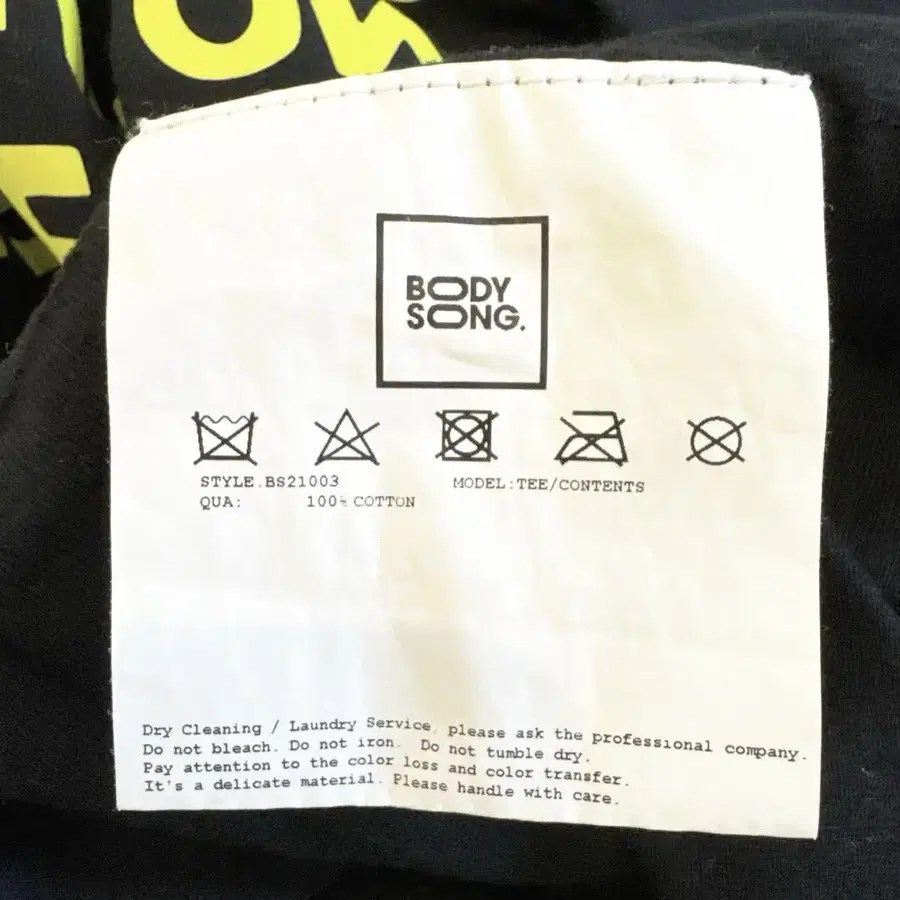 BODY
SONG.
STYLE.BS21003
MODEL:TEE/CONTENTS
QUA: 100% COTTON
Dry Cleaning / Laundry Service, please ask the professional company.
Do not bleach. Do not iron. Do not tumble dry.
Pay attention to the color loss and color transfer.
It's a delicate material. Please handle with care.